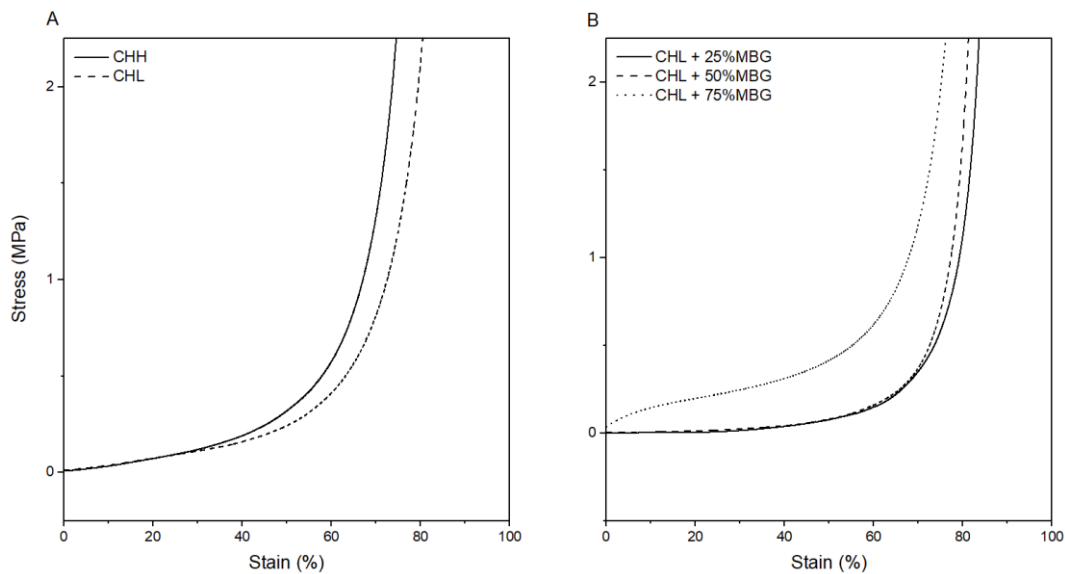 A
CHH
CHL
2
1
0
Stress (MPa)
0 20 40 60 80 100
Stain (%)
B
CHL + 25%MBG
CHL + 50%MBG
CHL + 75%MBG
2
1
0
0 20 40 60 80 100
Stain (%)